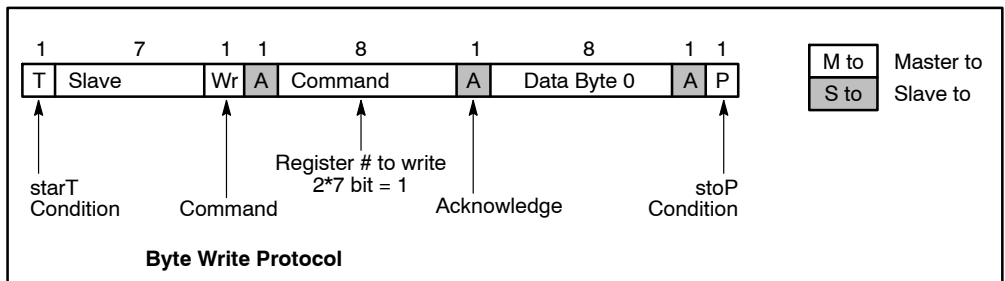 1 7 1 1 8 1 8 1 1
T Slave Wr A Command A Data Byte 0 A P
M to Master to
S to Slave to
Register # to write
2*7 bit = 1
starT
Condition
Command
Acknowledge
stoP
Condition
Byte Write Protocol